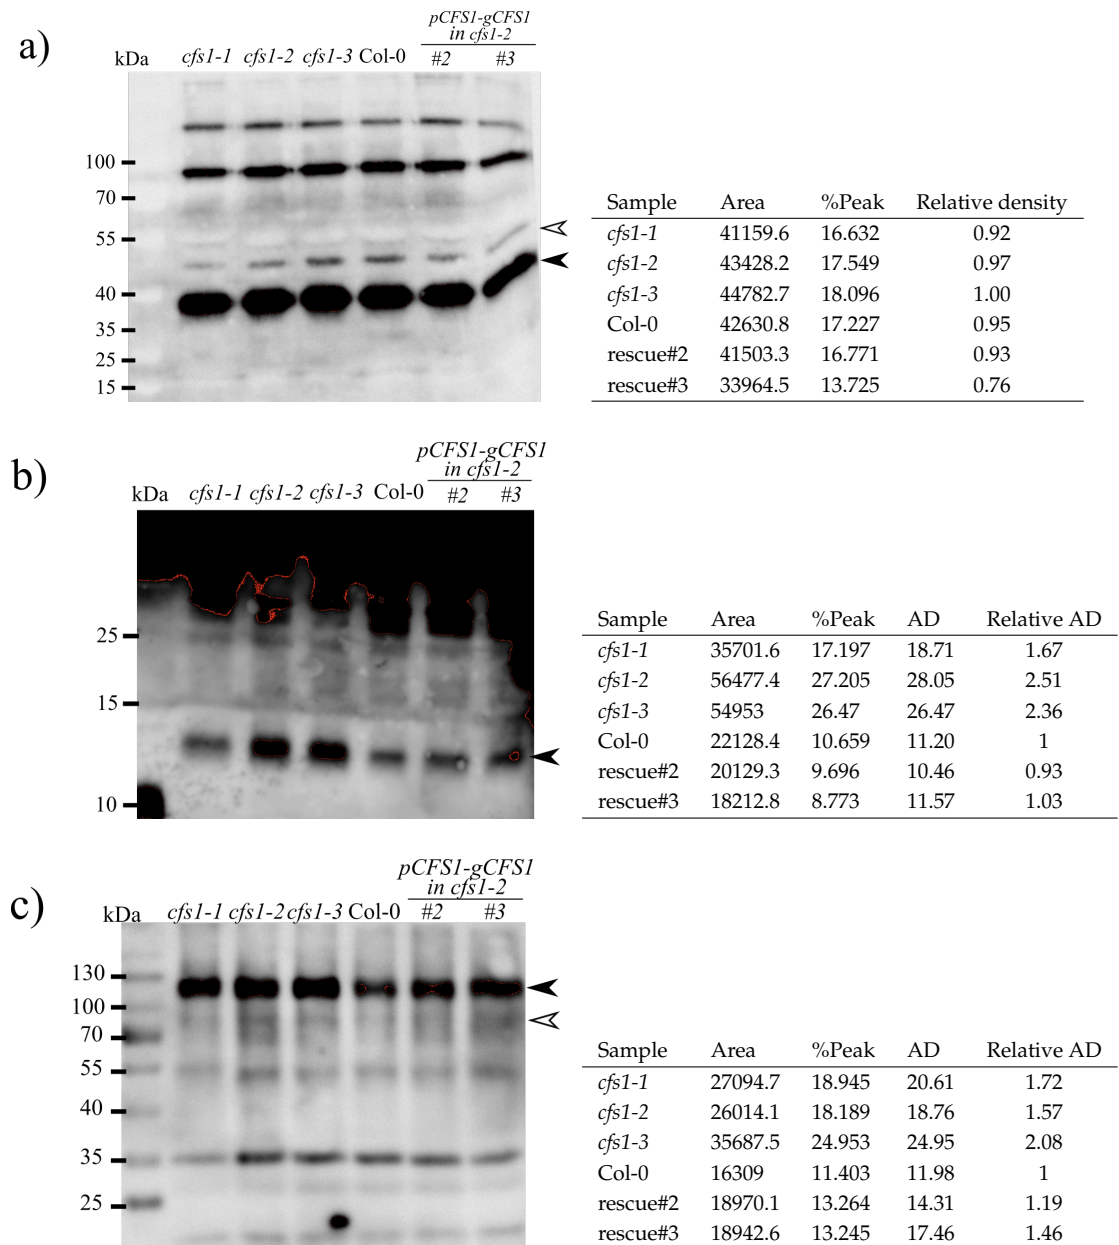 a)
pCFS1-gCFS1
in cfs1-2
kDa cfs1-1 cfs1-2 cfs1-3 Col-0 #2 #3
100
70
55
40
35
25
15
Sample Area %Peak Relative density
cfs1-1 41159.6 16.632 0.92
cfs1-2 43428.2 17.549 0.97
cfs1-3 44782.7 18.096 1.00
Col-0 42630.8 17.227 0.95
rescue#2 41503.3 16.771 0.93
rescue#3 33964.5 13.725 0.76
b)
pCFS1-gCFS1
in cfs1-2
kDa cfs1-1 cfs1-2 cfs1-3 Col-0 #2 #3
25
15
10
Sample Area %Peak AD Relative AD
cfs1-1 35701.6 17.197 18.71 1.67
cfs1-2 56477.4 27.205 28.05 2.51
cfs1-3 54953 26.47 26.47 2.36
Col-0 22128.4 10.659 11.20 1
rescue#2 20129.3 9.696 10.46 0.93
rescue#3 18212.8 8.773 11.57 1.03
c)
pCFS1-gCFS1
in cfs1-2
kDa cfs1-1 cfs1-2 cfs1-3 Col-0 #2 #3
130
100
70
55
40
35
25
Sample Area %Peak AD Relative AD
cfs1-1 27094.7 18.945 20.61 1.72
cfs1-2 26014.1 18.189 18.76 1.57
cfs1-3 35687.5 24.953 24.95 2.08
Col-0 16309 11.403 11.98 1
rescue#2 18970.1 13.264 14.31 1.19
rescue#3 18942.6 13.245 17.46 1.46